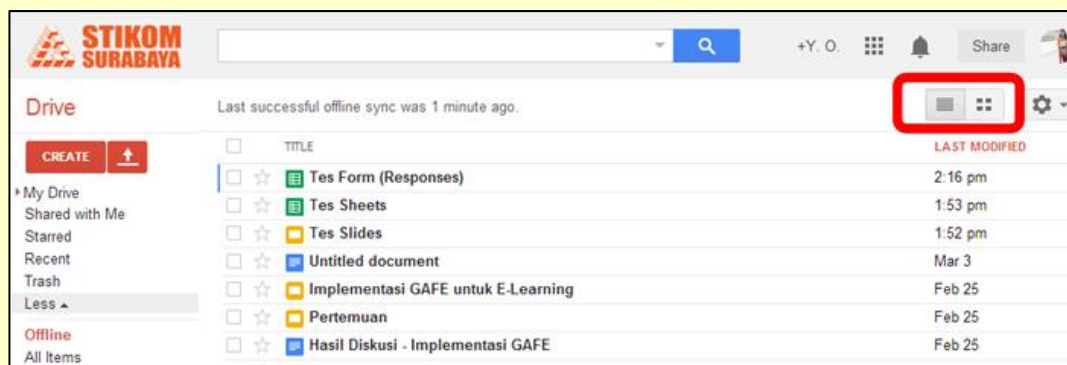 STIKOM
SURABAYA
+Y. O.
Share
Drive
Last successful offline sync was 1 minute ago.
CREATE
TITLE
LAST MODIFIED
My Drive
Shared with Me
Starred
Recent
Trash
Less
Offline
All Items
Tes Form (Responses) 2:16 pm
Tes Sheets 1:53 pm
Tes Slides 1:52 pm
Untitled document Mar 3
Implementasi GAFE untuk E-Learning Feb 25
Pertemuan Feb 25
Hasil Diskusi - Implementasi GAFE Feb 25